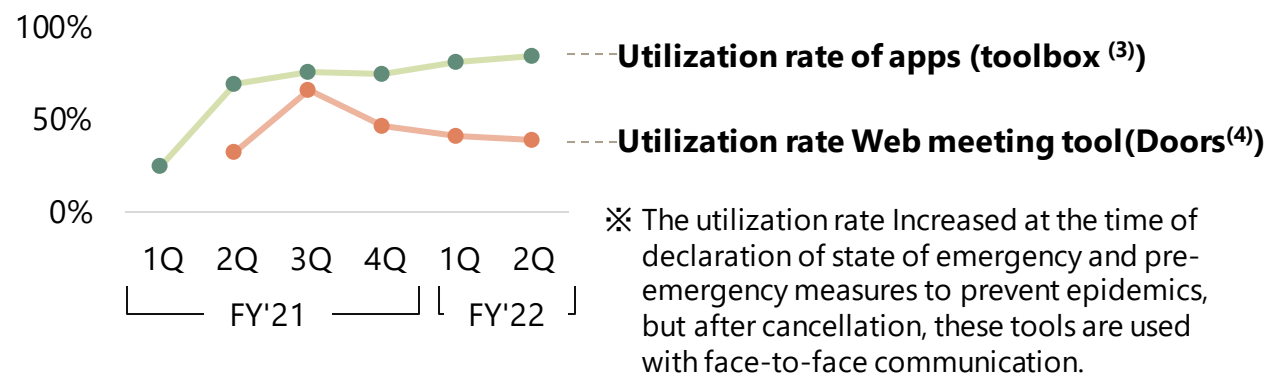 100%
50%
0%
1Q 2Q 3Q 4Q 1Q 2Q
FY'21 FY'22
Utilization rate of apps (toolbox (3))
Utilization rate Web meeting tool(Doors(4))
※ The utilization rate Increased at the time of
declaration of state of emergency and pre-
emergency measures to prevent epidemics,
but after cancellation, these tools are used
with face-to-face communication.